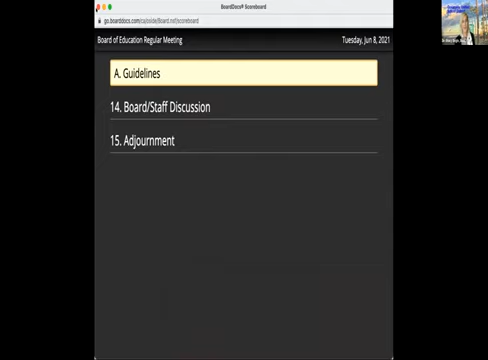 BoardDocs® Scoreboard
go.boarddocs.com/ca/sside/Board.nsf/scoreboard
Board of Education Regular Meeting
Tuesday, Jun 8, 2021
A. Guidelines
14. Board/Staff Discussion
15. Adjournment